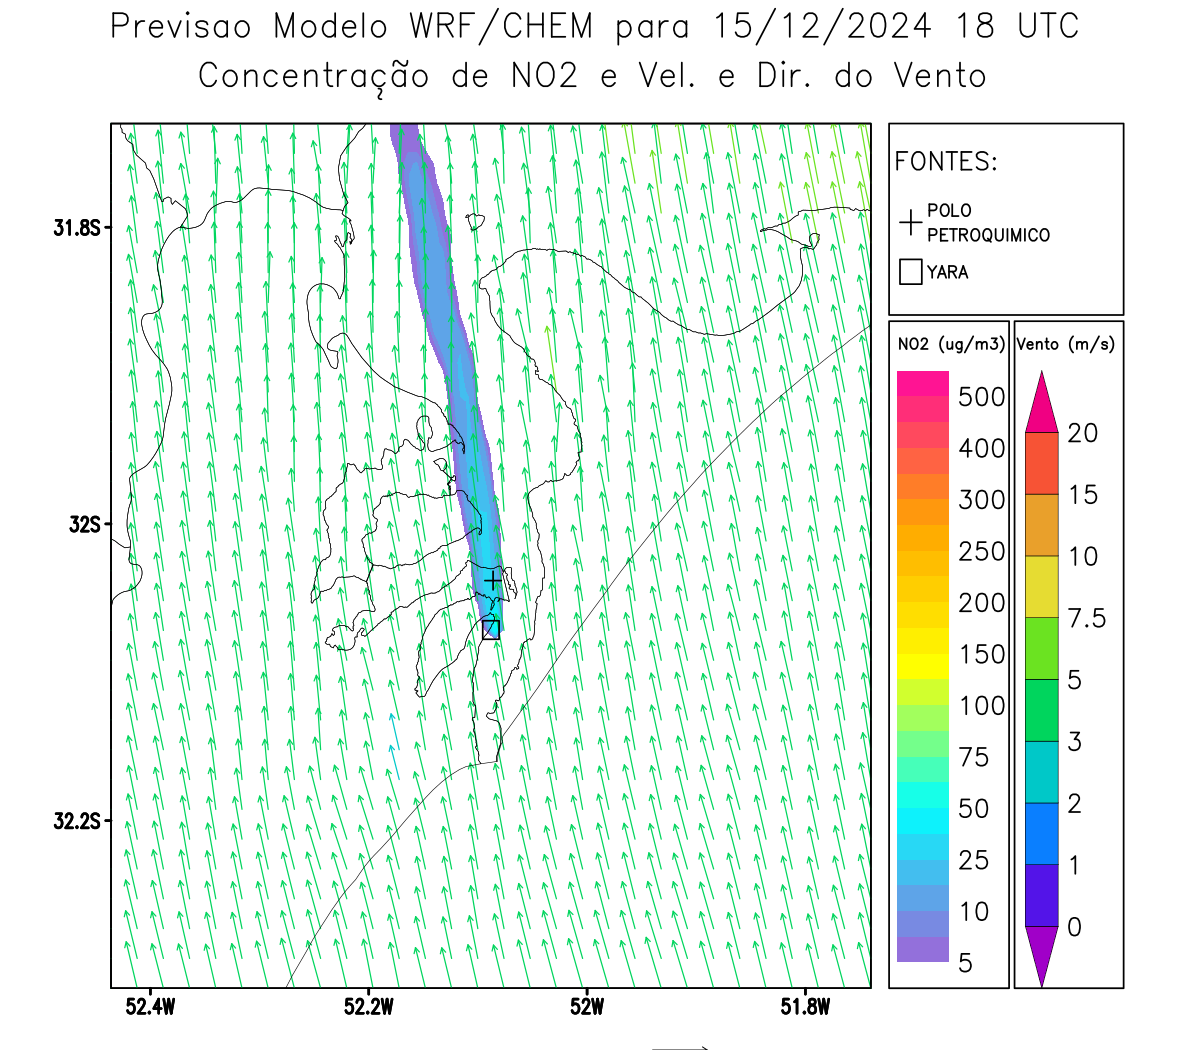 Previsao Modelo WRF/CHEM para 15/12/2024 18 UTC
Concentração de NO2 e Vel. e Dir. do Vento
FONTES:
POLO
PETROQUIMICO
YARA
31.8S
32S
32.2S
52.4W
52.2W
52W
51.8W
NO2 (ug/m3)
500
400
300
250
200
150
100
75
50
25
10
5
Vento (m/s)
20
15
10
7.5
5
3
2
1
0